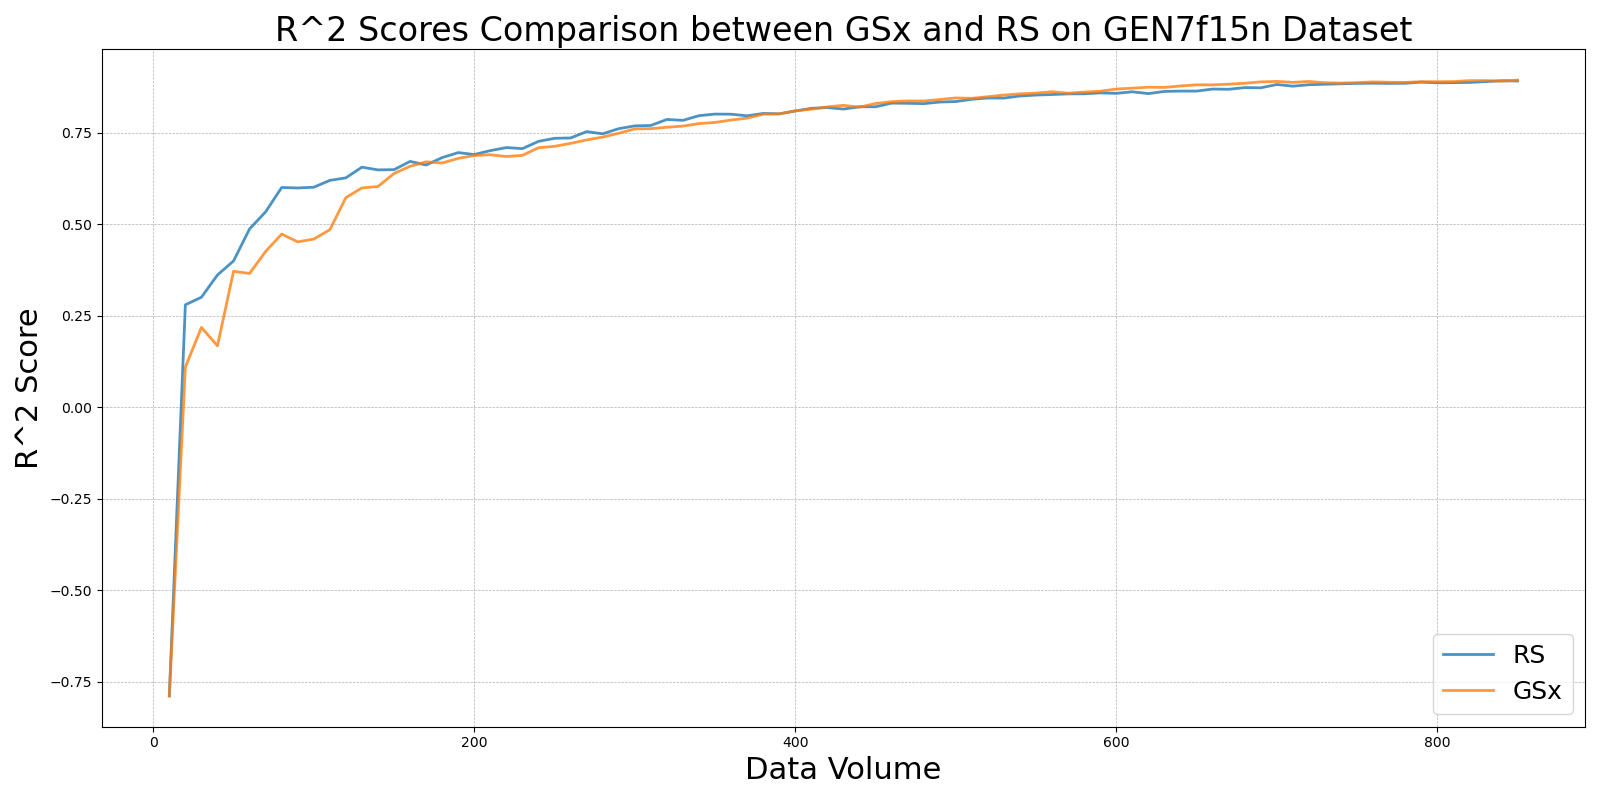 R^2 Scores Comparison between GSx and RS on GEN7f15n Dataset
R^2 Score
0.75
0.50
0.25
0.00
−0.25
−0.50
−0.75
0 200 400 600 800
Data Volume
RS
GSx